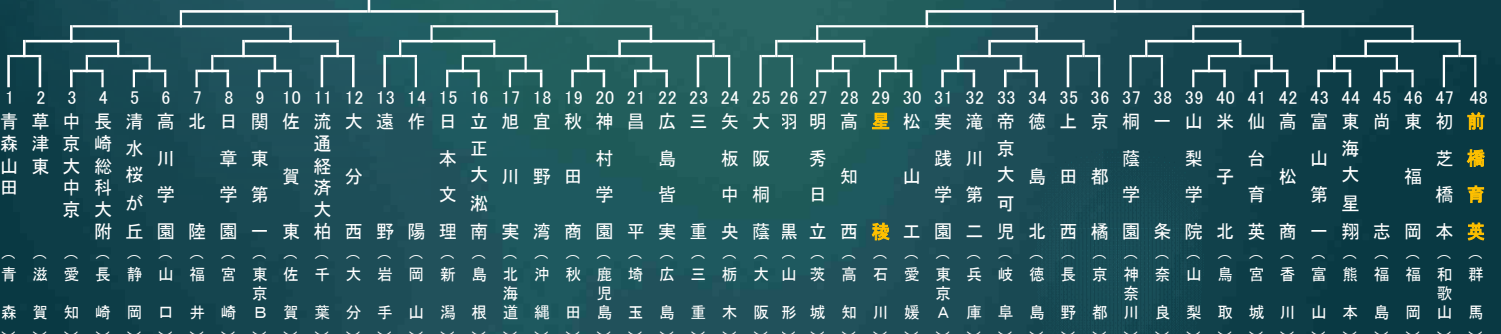 1 青森山田（青森）
2 草津東（滋賀）
3 中京大中京（愛知）
4 長崎総科大附（長崎）
5 清水桜が丘（静岡）
6 高川学園（山口）
7 北陸（福井）
8 日章学園（宮崎）
9 関東第一（東京B）
10 佐賀東（佐賀）
11 流通経済大柏（千葉）
12 大分西（大分）
13 遠野（岩手）
14 作陽（岡山）
15 日本文理（新潟）
16 立正大淞南（島根）
17 旭川実（北海道）
18 宜野湾（沖縄）
19 秋田商（秋田）
20 神村学園（鹿児島）
21 昌平（埼玉）
22 広島皆実（広島）
23 三重（三重）
24 矢板中央（栃木）
25 大阪桐蔭（大阪）
26 羽黒（山形）
27 明秀日立（茨城）
28 高知西（高知）
29 星稜（石川）
30 松山工（愛媛）
31 実践学園（東京A）
32 滝川第二（兵庫）
33 帝京大可児（岐阜）
34 徳島北（徳島）
35 上田西（長野）
36 京都橘（京都）
37 桐蔭学園（神奈川）
38 一条（奈良）
39 山梨学院（山梨）
40 米子北（鳥取）
41 仙台育英（宮城）
42 高松商（香川）
43 富山第一（富山）
44 東海大星翔（熊本）
45 尚志（福島）
46 東福岡（福岡）
47 初芝橋本（和歌山）
48 前橋育英（群馬）